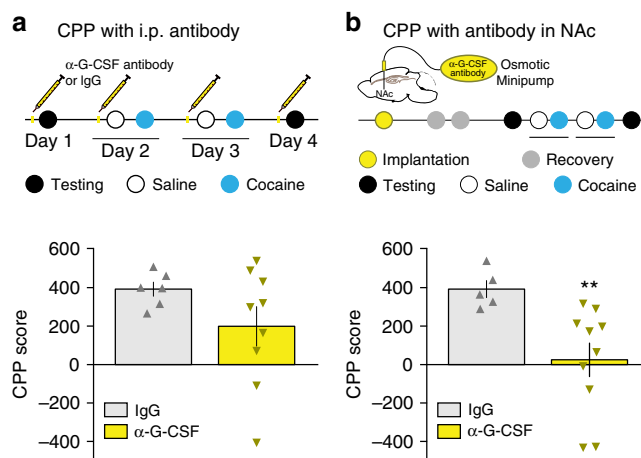 a CPP with i.p. antibody
α-G-CSF antibody
or IgG
Day 1 Day 2 Day 3 Day 4
Testing Saline Cocaine
CPP score
600
400
200
0
−200
−400
IgG
α-G-CSF
b CPP with antibody in NAc
α-G-CSF
antibody
Osmotic
Minipump
NAc
Implantation Recovery
Testing Saline Cocaine
CPP score
600
400
200
0
−200
−400
**
IgG
α-G-CSF